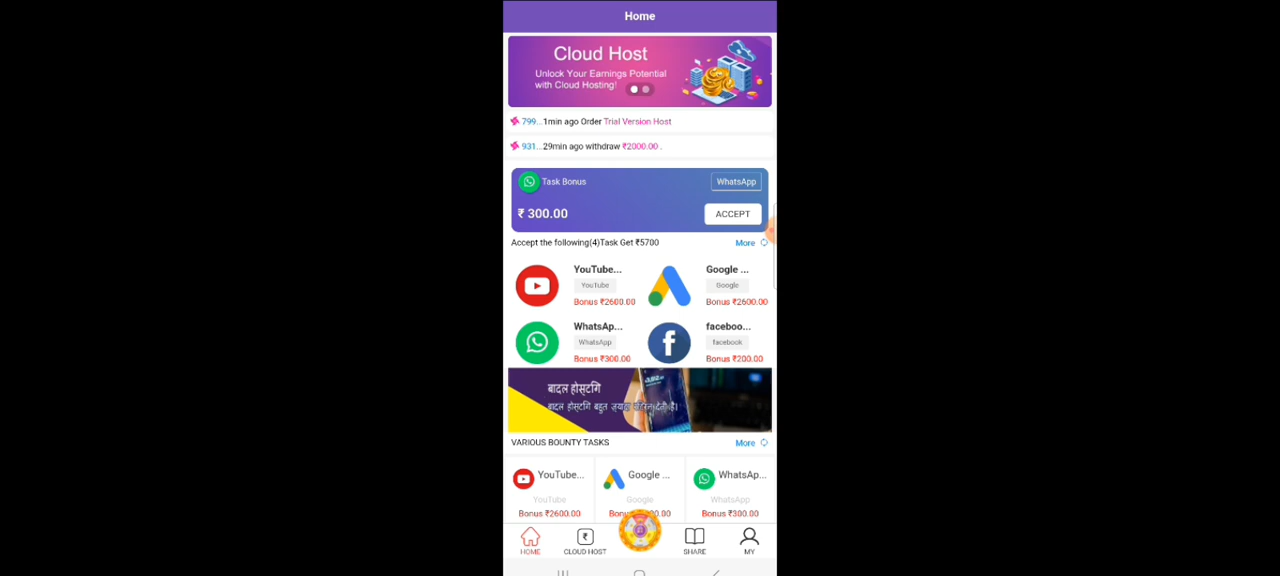 Home
Cloud Host
Unlock Your Earnings Potential
with Cloud Hosting!
799... 1min ago Order Trial Version Host
931... 29min ago withdraw ₹2000.00 .
Task Bonus
WhatsApp
₹ 300.00
ACCEPT
Accept the following(4)Task Get ₹5700
More
YouTube...
YouTube
Bonus ₹2600.00
Google ...
Google
Bonus ₹2600.00
WhatsAp...
WhatsApp
Bonus ₹300.00
faceboo...
facebook
Bonus ₹200.00
बादल
बादल बहुत ज़्यादा
VARIOUS BOUNTY TASKS
More
YouTube...
YouTube
Bonus ₹2600.00
Google ...
Google
WhatsAp...
WhatsApp
Bonus ₹300.00
HOME
CLOUD HOST
SHARE
MY